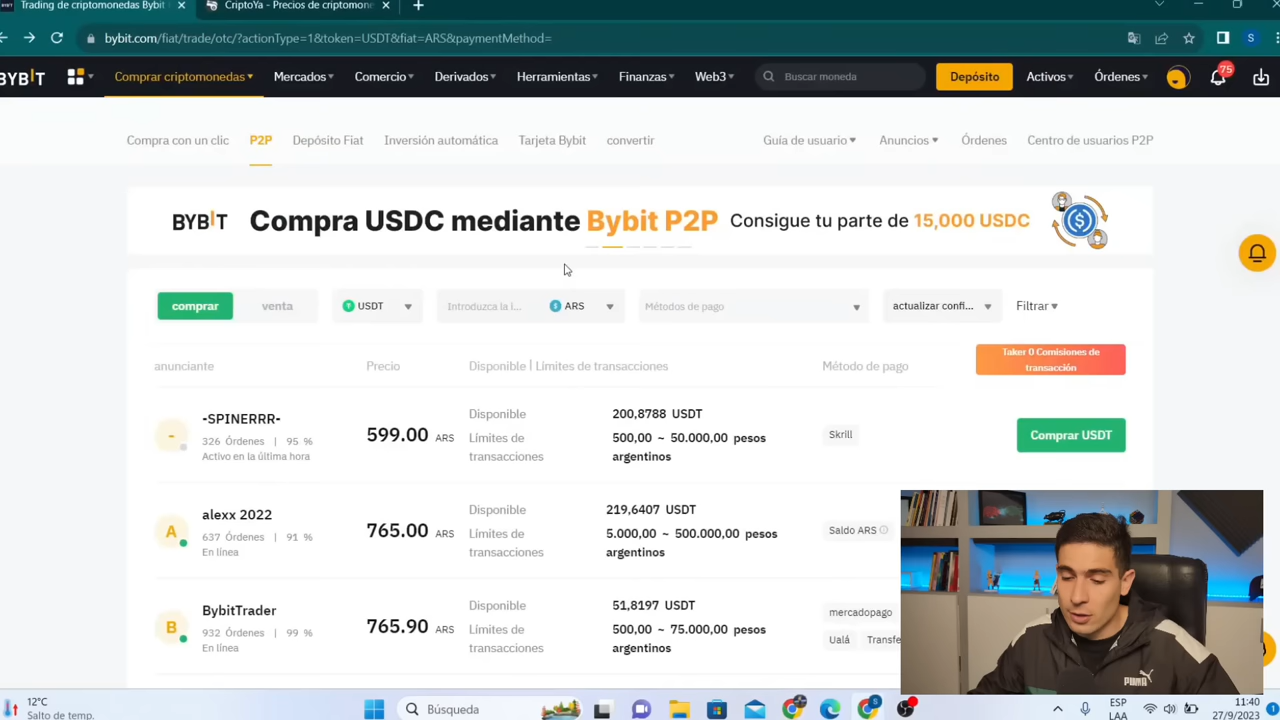 Trading de criptomonedas Bybit
CriptoYa - Precios de criptomone
bybit.com/fiat/trade/otc/?actionType=1&token=USDT&fiat=ARS&paymentMethod=
S
BYBIT
Comprar criptomonedas
Mercados
Comercio
Derivados
Herramientas
Finanzas
Web3
Buscar moneda
Depósito
Activos
Órdenes
75
Compra con un clic
P2P
Depósito Fiat
Inversión automática
Tarjeta Bybit
convertir
Guía de usuario
Anuncios
Órdenes
Centro de usuarios P2P
BYBIT
Compra USDC mediante Bybit P2P
Consigue tu parte de 15,000 USDC
comprar
venta
USDT
Introduzca la i...
ARS
Métodos de pago
actualizar confi...
Filtrar
anunciante
Precio
Disponible | Límites de transacciones
Método de pago
Taker 0 Comisiones de
transacción
-
-SPINERRR-
326 Órdenes | 95 %
Activo en la última hora
599.00 ARS
Disponible
200,8788 USDT
Límites de
transacciones
500,00 ~ 50.000,00 pesos
argentinos
Skrill
Comprar USDT
A
alexx 2022
637 Órdenes | 91 %
En línea
765.00 ARS
Disponible
219,6407 USDT
Límites de
transacciones
5.000,00 ~ 500.000,00 pesos
argentinos
Saldo ARS
B
BybitTrader
932 Órdenes | 99 %
En línea
765.90 ARS
Disponible
51,8197 USDT
Límites de
transacciones
500,00 ~ 75.000,00 pesos
argentinos
mercadopago
Ualá
Transfe
PUMA
12°C
Salto de temp.
Búsqueda
ESP
LAA
11:40
27/9/2023